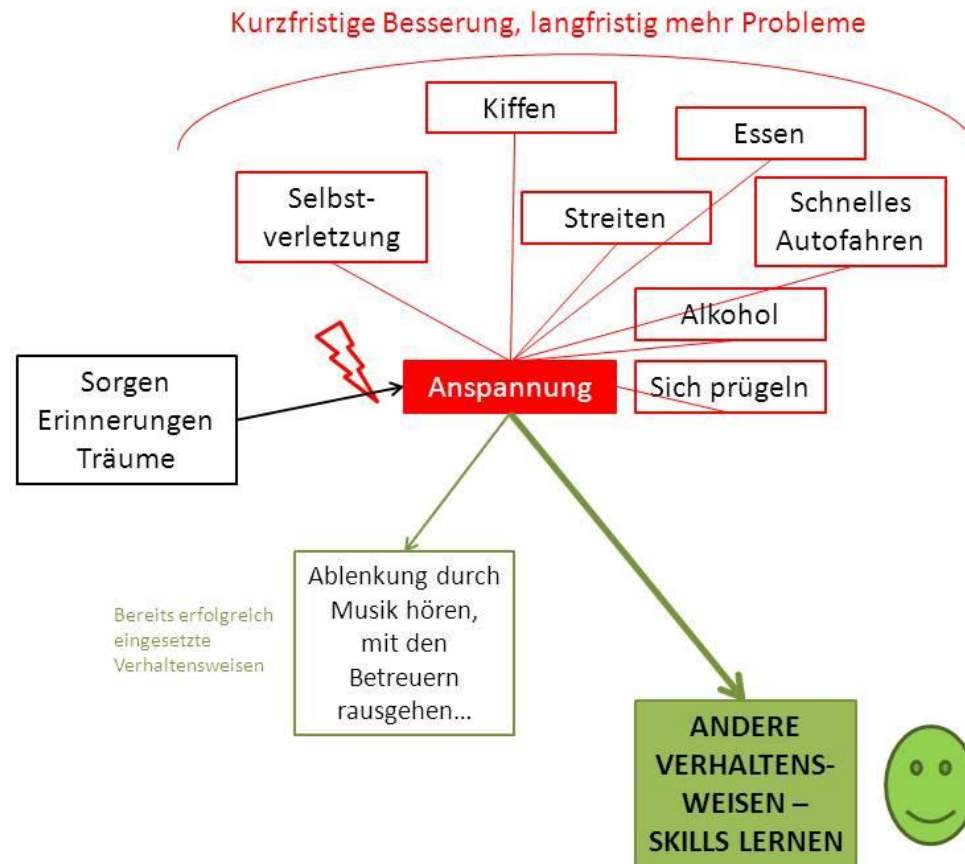 Kurzfristige Besserung, langfristig mehr Probleme
Kiffen
Essen
Selbst-
verletzung
Streiten
Schnelles
Autofahren
Alkohol
Sorgen
Erinnerungen
Träume
Anspannung
Sich prügeln
Bereits erfolgreich
eingesetzte
Verhaltensweisen
Ablenkung durch
Musik hören,
mit den
Betreuern
rausgehen…
ANDERE
VERHALTENS-
WEISEN –
SKILLS LERNEN